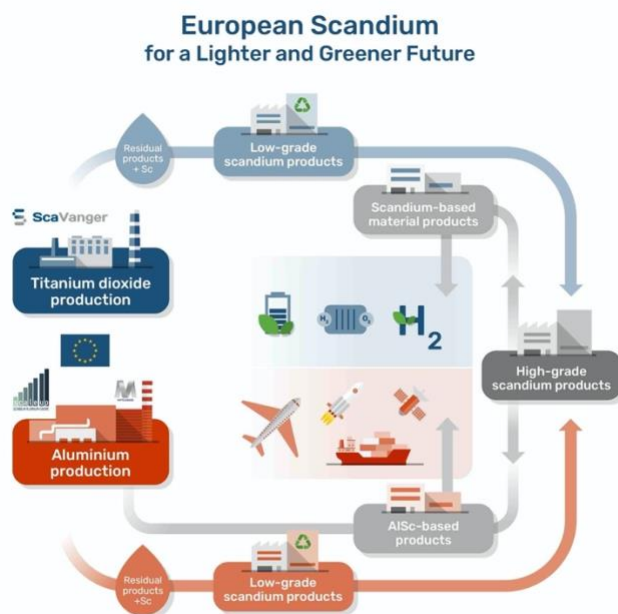 European Scandium
for a Lighter and Greener Future
Residual
products
+ Sc
Low-grade
scandium products
Scandium-based
material products
ScaVanger
Titanium dioxide
production
H₂
O₂
H2
High-grade
scandium products
Aluminium
production
AlSc-based
products
Residual
products
+Sc
Low-grade
scandium products